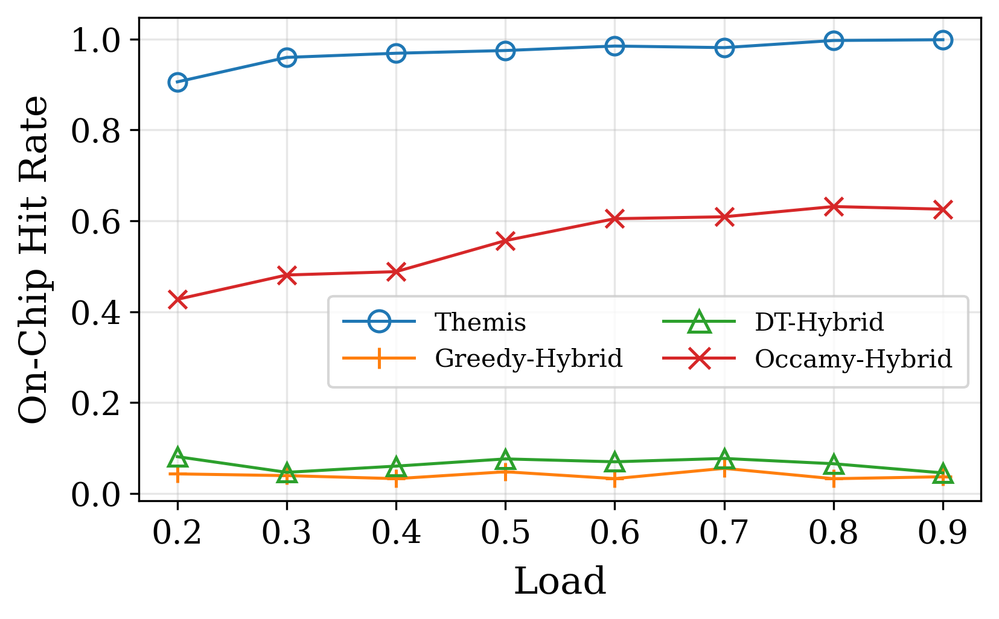 On-Chip Hit Rate
1.0
0.8
0.6
0.4
0.2
0.0
Themis
Greedy-Hybrid
DT-Hybrid
Occamy-Hybrid
0.2 0.3 0.4 0.5 0.6 0.7 0.8 0.9
Load